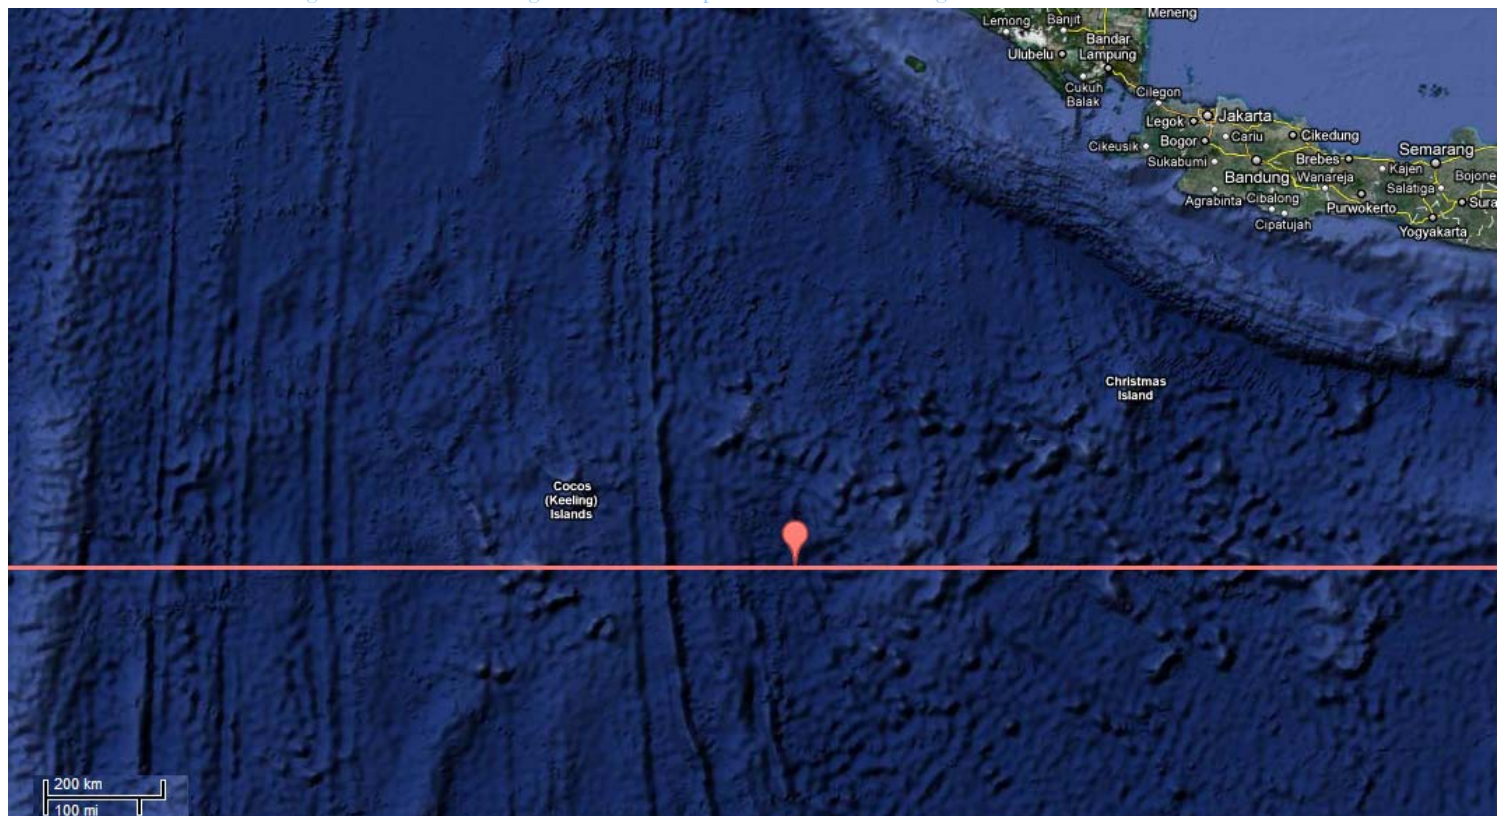 Lemong
Banjit
Meneng
Ulubelu
Bandar
Lampung
Cukuh
Balak
Cilegon
Legok
Jakarta
Cikeusik
Bogor
Cariu
Cikedung
Sukabumi
Brebes
Semarang
Bandung
Wanareja
Kajen
Salatiga
Bojone
Agrabinta
Cibalong
Purwokerto
Sura
Cipatujah
Yogyakarta
Christmas
Island
Cocos
(Keeling)
Islands
200 km
100 mi